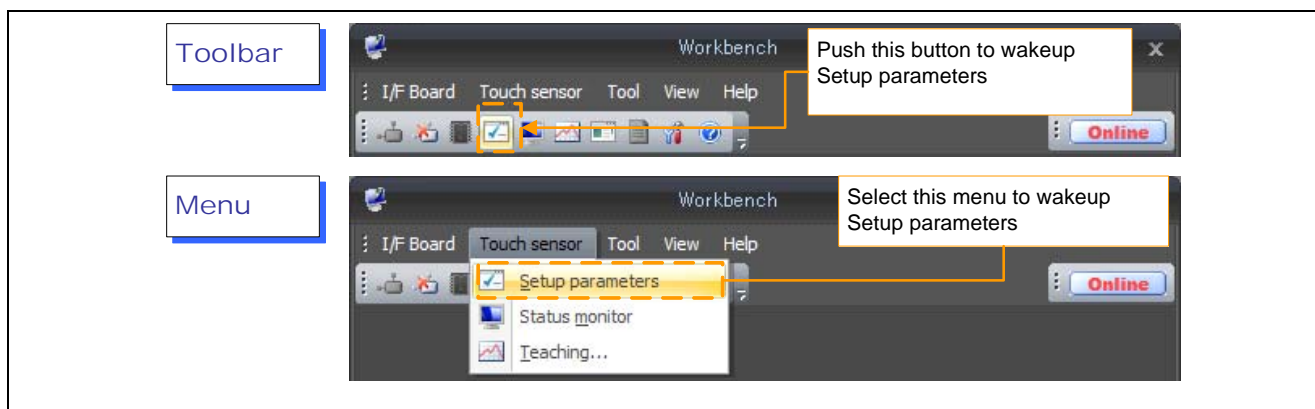 Toolbar
Workbench
Push this button to wakeup
Setup parameters
I/F Board Touch sensor Tool View Help
Online
Menu
Workbench
Select this menu to wakeup
Setup parameters
I/F Board Touch sensor Tool View Help
Online
Setup parameters
Status monitor
Teaching...